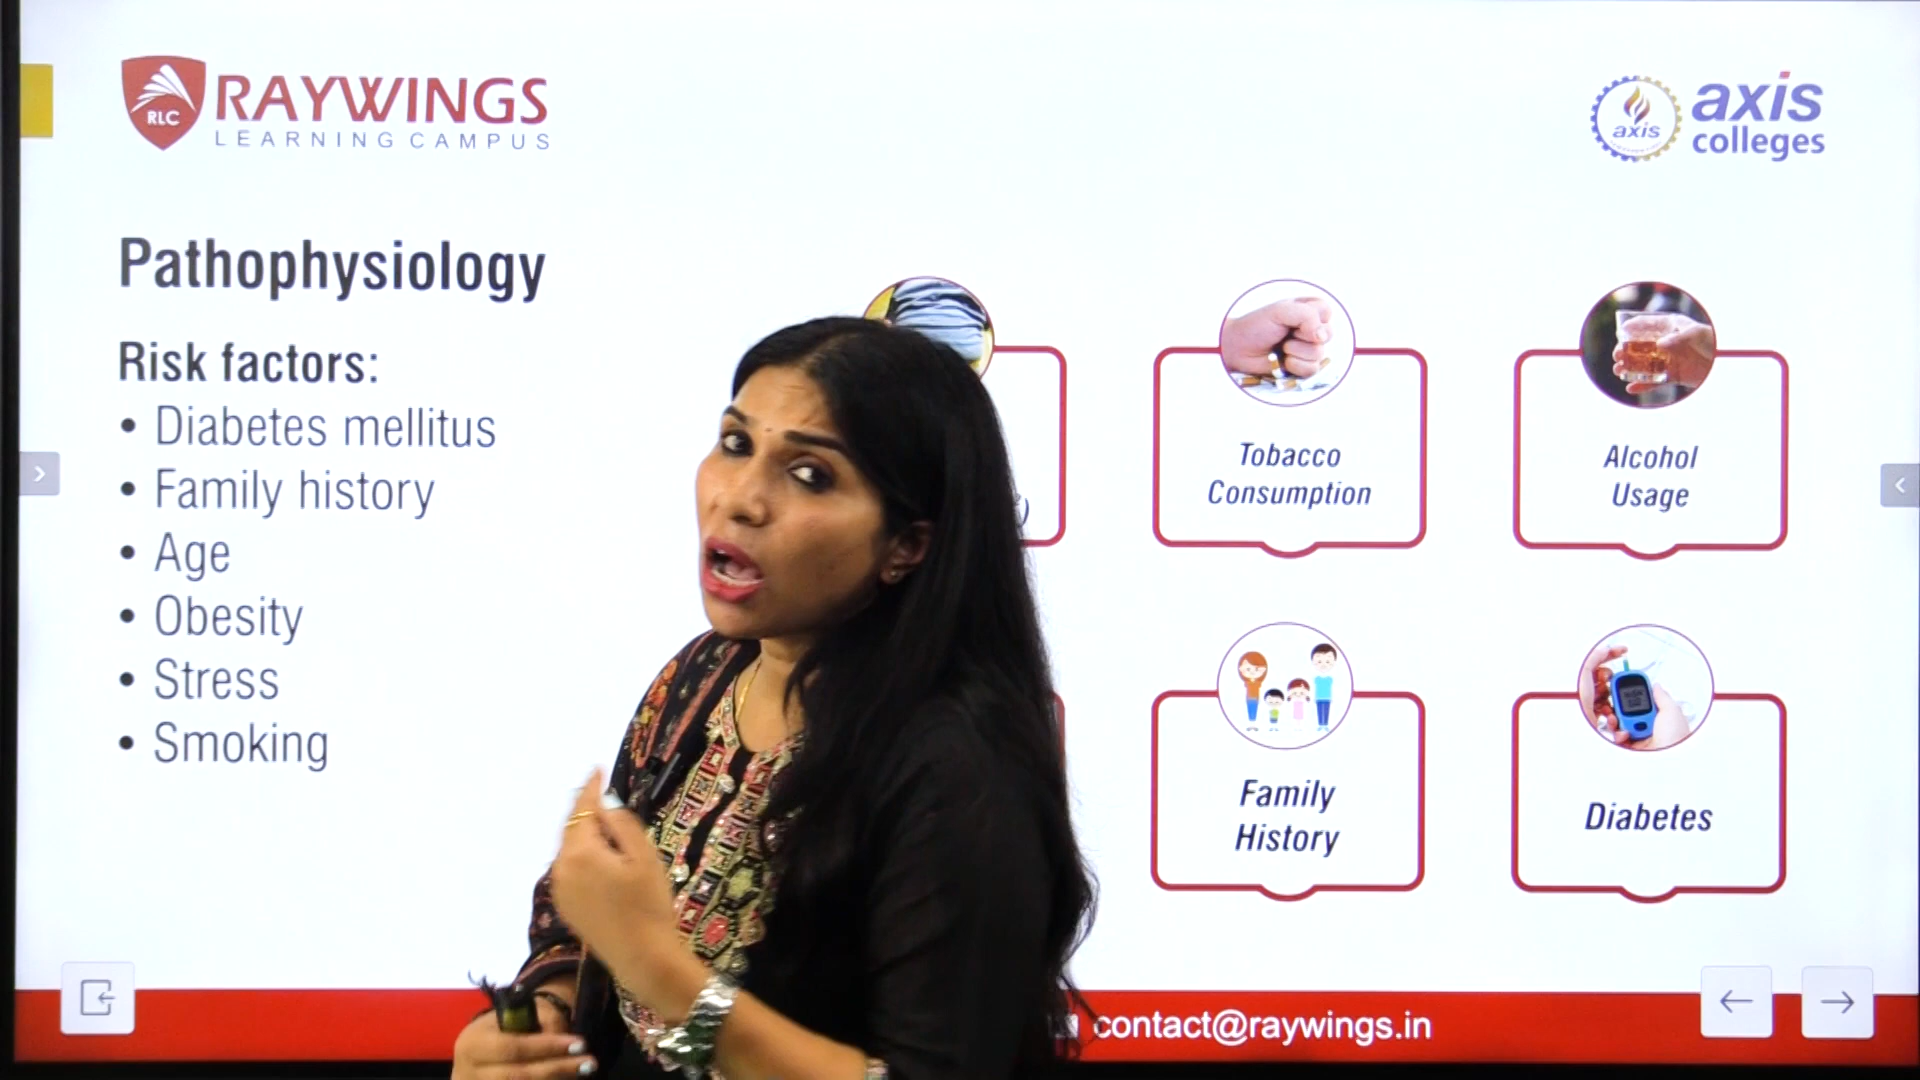 RLC
RAYWINGS
LEARNING CAMPUS
axis
axis
colleges
Pathophysiology
Risk factors:
• Diabetes mellitus
• Family history
• Age
• Obesity
• Stress
• Smoking
Tobacco
Consumption
Alcohol
Usage
Family
History
Diabetes
contact@raywings.in